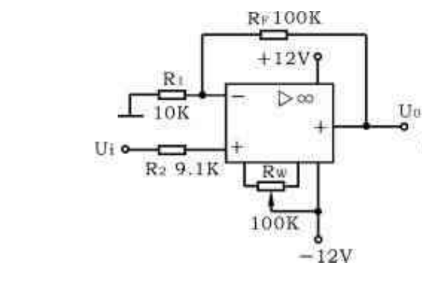 RF 100K
+12V
R1
− ▷ ∞
10K
+ U0
Ui +
R2 9.1K RW
100K
−12V